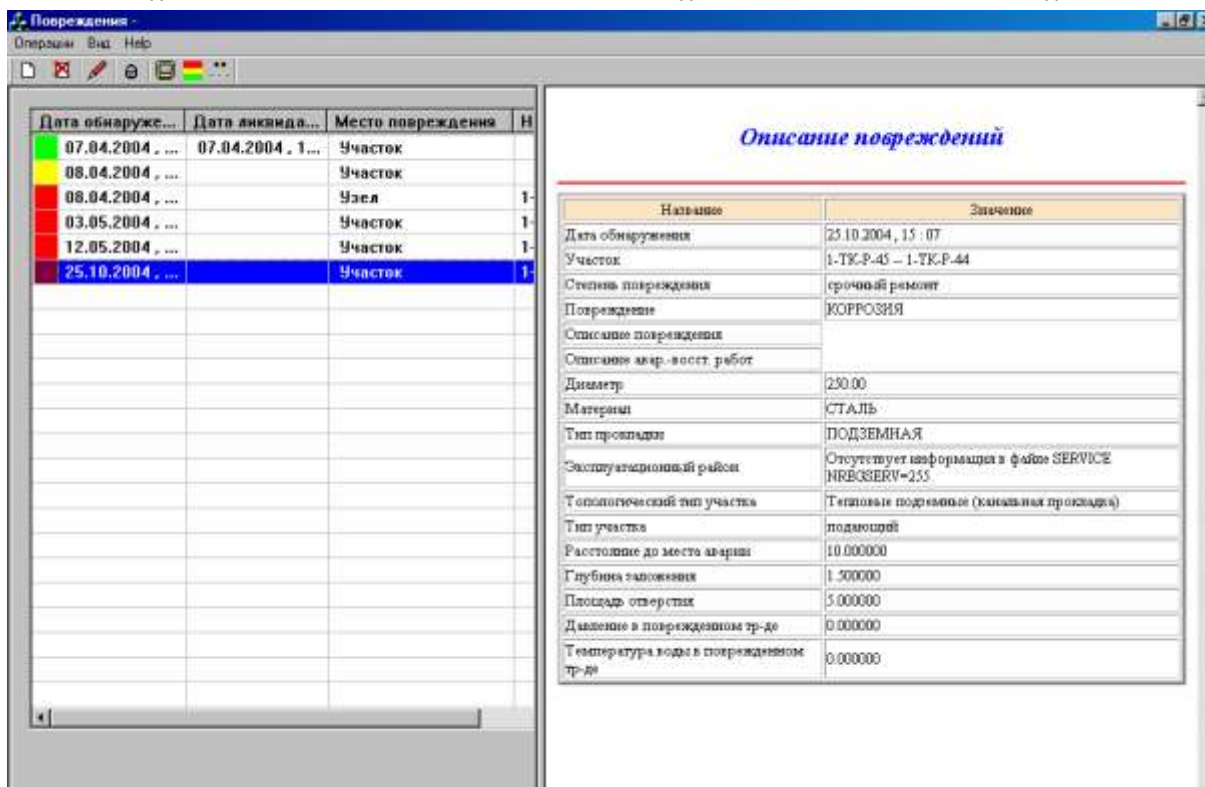 Повреждения -
Операции Вид Help
Дата обнаруже... Дата ликвида... Место повреждения Н
07.04.2004 , ... 07.04.2004 , 1... Участок
08.04.2004 , ... Участок
08.04.2004 , ... Узел 1-
03.05.2004 , ... Участок 1-
12.05.2004 , ... Участок 1-
25.10.2004 , ... Участок 1-
Описание повреждений
Название Значение
Дата обнаружения 25.10.2004 , 15 : 07
Участок 1-ТК-Р-45 -- 1-ТК-Р-44
Степень повреждения срочный ремонт
Повреждение КОРРОЗИЯ
Описание повреждения
Описание авар.-восст. работ
Диаметр 250.00
Материал СТАЛЬ
Тип прокладки ПОДЗЕМНАЯ
Эксплуатационный район Отсутствует информация в файле SERVICE
NREGSERV=255
Топологический тип участка Тепловые подземные (канальная прокладка)
Тип участка подающий
Расстояние до места аварии 10.000000
Глубина заложения 1.500000
Площадь отверстия 5.000000
Давление в поврежденном тр-де 0.000000
Температура воды в поврежденном
тр-де 0.000000